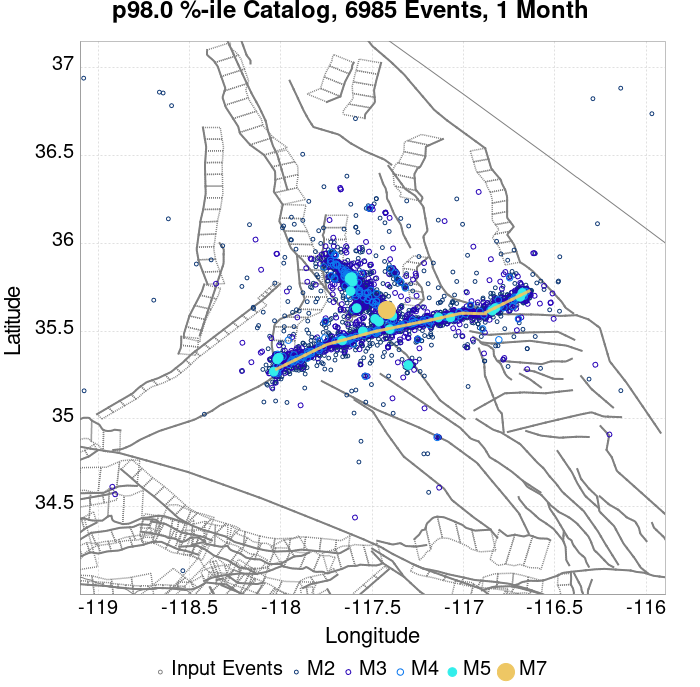 p98.0 %-ile Catalog, 6985 Events, 1 Month
37
36.5
36
35.5
35
34.5
Latitude
-119 -118.5 -118 -117.5 -117 -116.5 -116
Longitude
Input Events M2 M3 M4 M5 M7